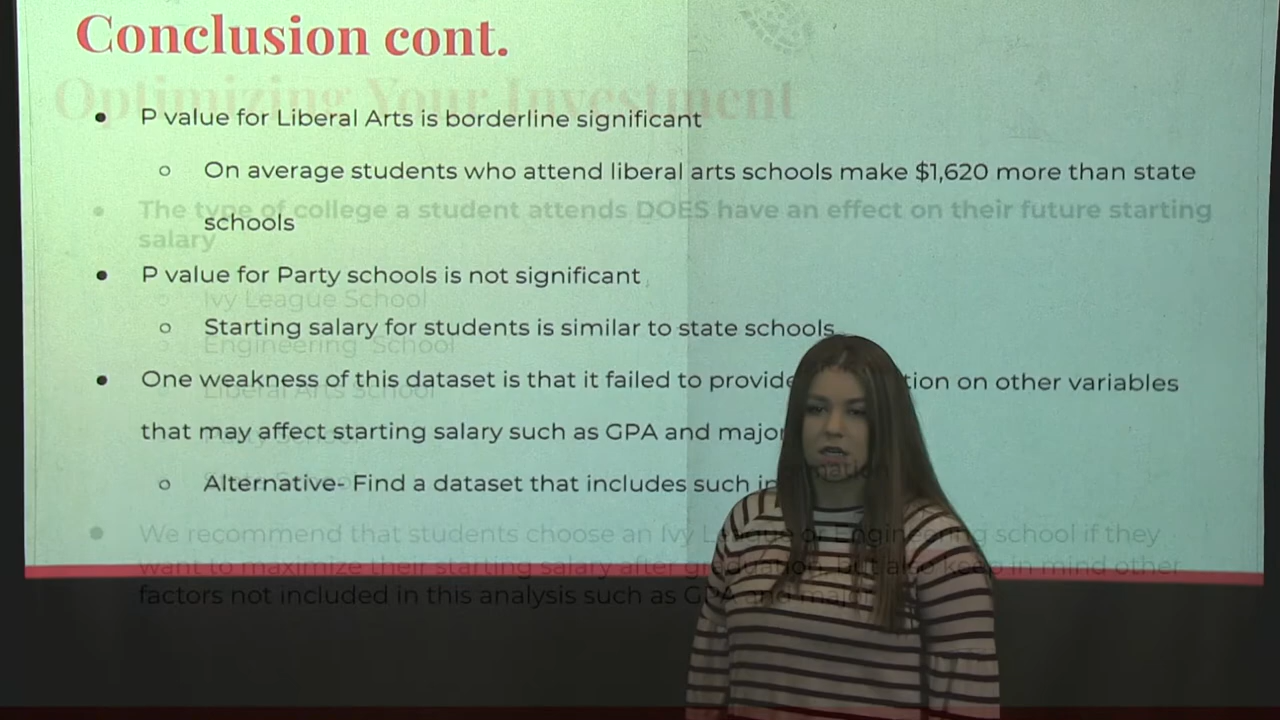 Conclusion cont.
Optimizing Your Investment
● P value for Liberal Arts is borderline significant
○ On average students who attend liberal arts schools make $1,620 more than state
schools
● The type of college a student attends DOES have an effect on their future starting
salary
● P value for Party schools is not significant
○ Ivy League School
○ Starting salary for students is similar to state schools
○ Engineering School
● One weakness of this dataset is that it failed to provide tion on other variables
○ Liberal Arts School
that may affect starting salary such as GPA and major
○ Alternative- Find a dataset that includes such
● We recommend that students choose an Ivy League or Engineering school if they
want to maximize their starting salary after graduation, but also keep in mind other
factors not included in this analysis such as GPA and major